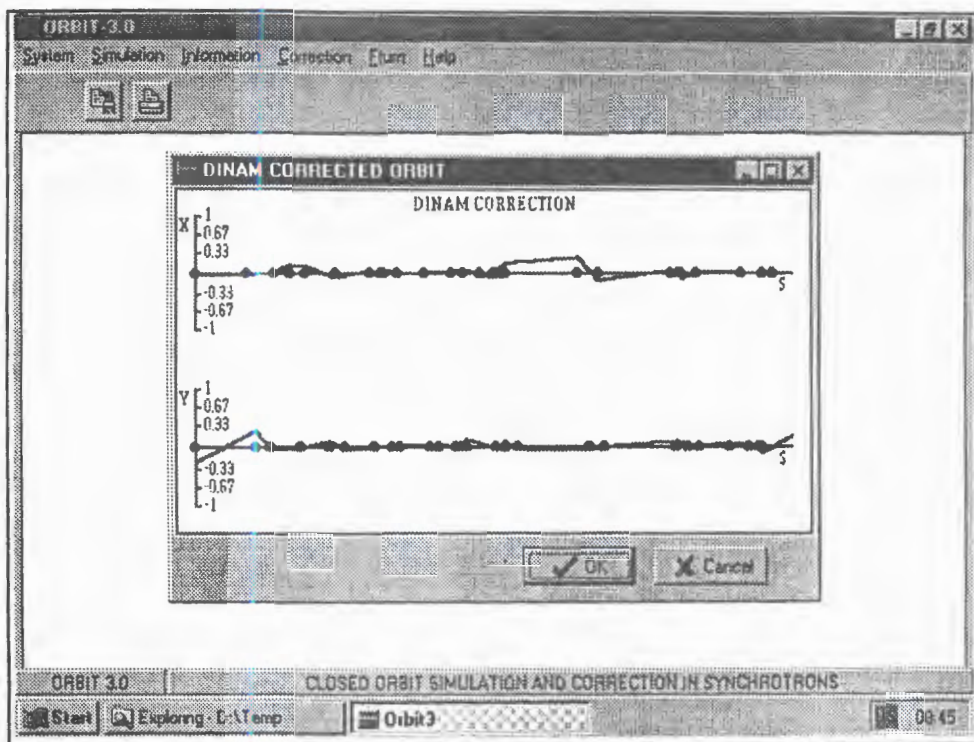 ORBIT-3.0
System Simulation Information Correction Eturn Help
DINAM CORRECTED ORBIT
DINAM CORRECTION
X
1
0.67
0.33
-0.33
-0.67
-1
S
Y
1
0.67
0.33
-0.33
-0.67
-1
S
OK Cancel
ORBIT 3.0 CLOSED ORBIT SIMULATION AND CORRECTION IN SYNCHROTRONS
Start Exploring - C:\Temp Orbit3 08:45